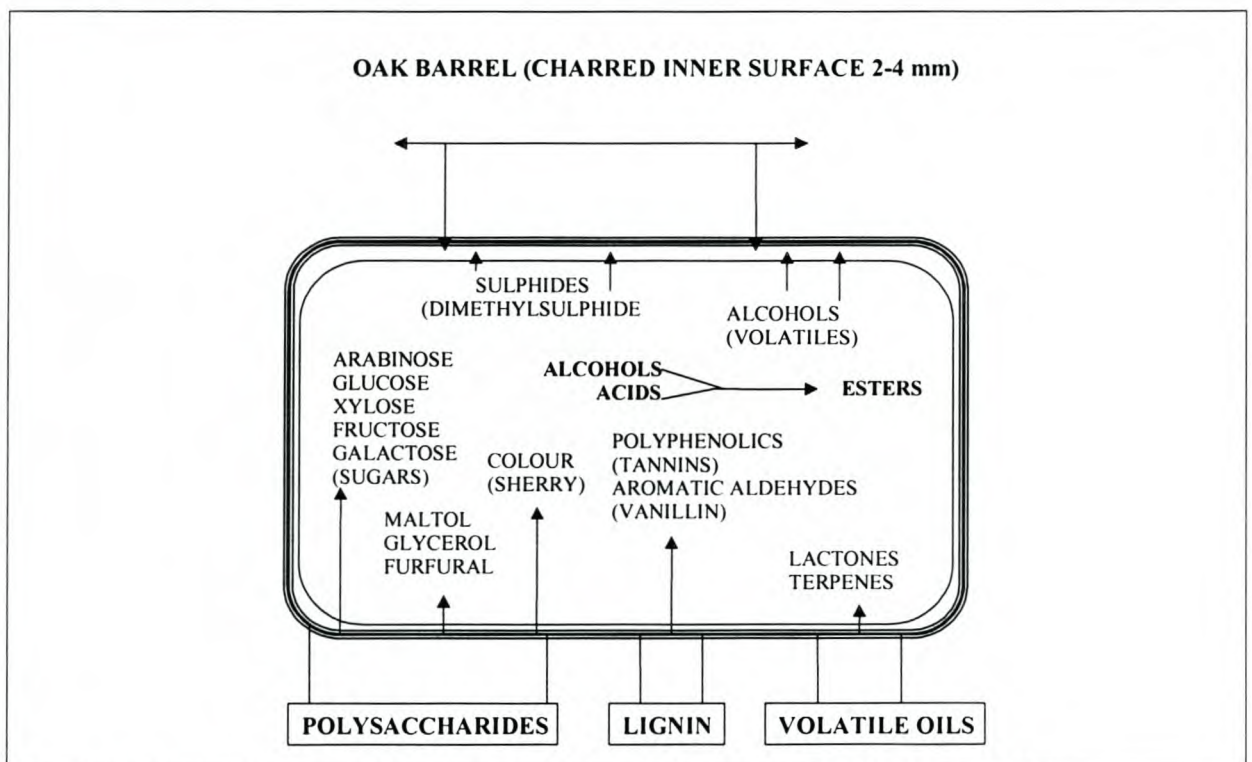 OAK BARREL (CHARRED INNER SURFACE 2-4 mm)
SULPHIDES
(DIMETHYLSULPHIDE
ALCOHOLS
(VOLATILES)
ARABINOSE
GLUCOSE
XYLOSE
FRUCTOSE
GALACTOSE
(SUGARS)
ALCOHOLS
ACIDS
ESTERS
COLOUR
(SHERRY)
POLYPHENOLICS
(TANNINS)
AROMATIC ALDEHYDES
(VANILLIN)
MALTOL
GLYCEROL
FURFURAL
LACTONES
TERPENES
POLYSACCHARIDES
LIGNIN
VOLATILE OILS